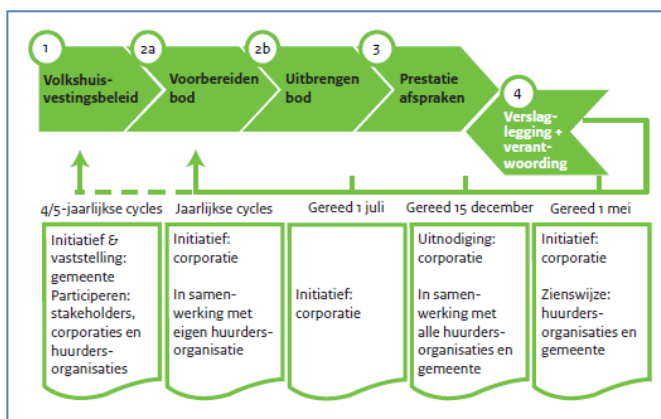 1
Volkshuis-
vestingsbeleid
2a
Voorbereiden
bod
2b
Uitbrengen
bod
3
Prestatie
afspraken
4
Verslag-
legging +
verant-
woording
4/5-jaarlijkse cycles
Initiatief &
vaststelling:
gemeente
Participeren:
stakeholders,
corporaties en
huurders-
organisaties
Jaarlijkse cycles
Initiatief:
corporatie
In samen-
werking met
eigen huurders-
organisatie
Gereed 1 juli
Initiatief:
corporatie
Gereed 15 december
Uitnodiging:
corporatie
In samen-
werking met
alle huurders-
organisaties en
gemeente
Gereed 1 mei
Initiatief:
corporatie
Zienswijze:
huurders-
organisaties en
gemeente